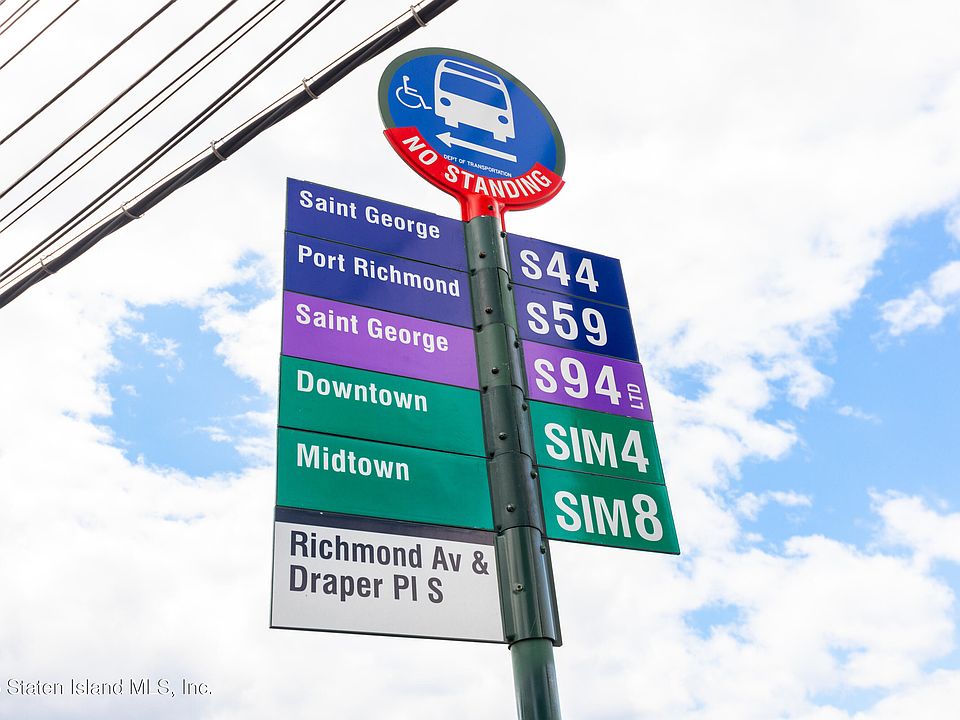 DEPT OF TRANSPORTATION
NO STANDING
Saint George S44
Port Richmond S59
Saint George S94 LTD
Downtown SIM4
Midtown SIM8
Richmond Av &
Draper Pl S
Staten Island MLS, Inc.